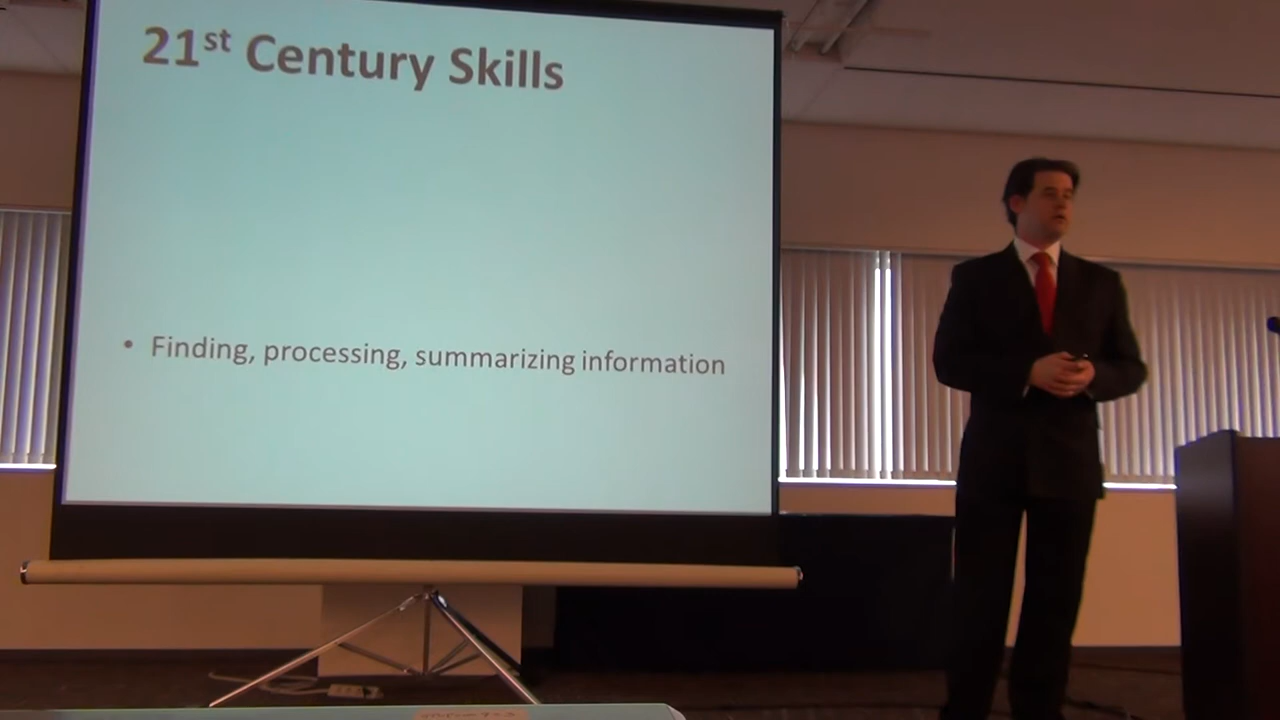 21st Century Skills
• Finding, processing, summarizing information